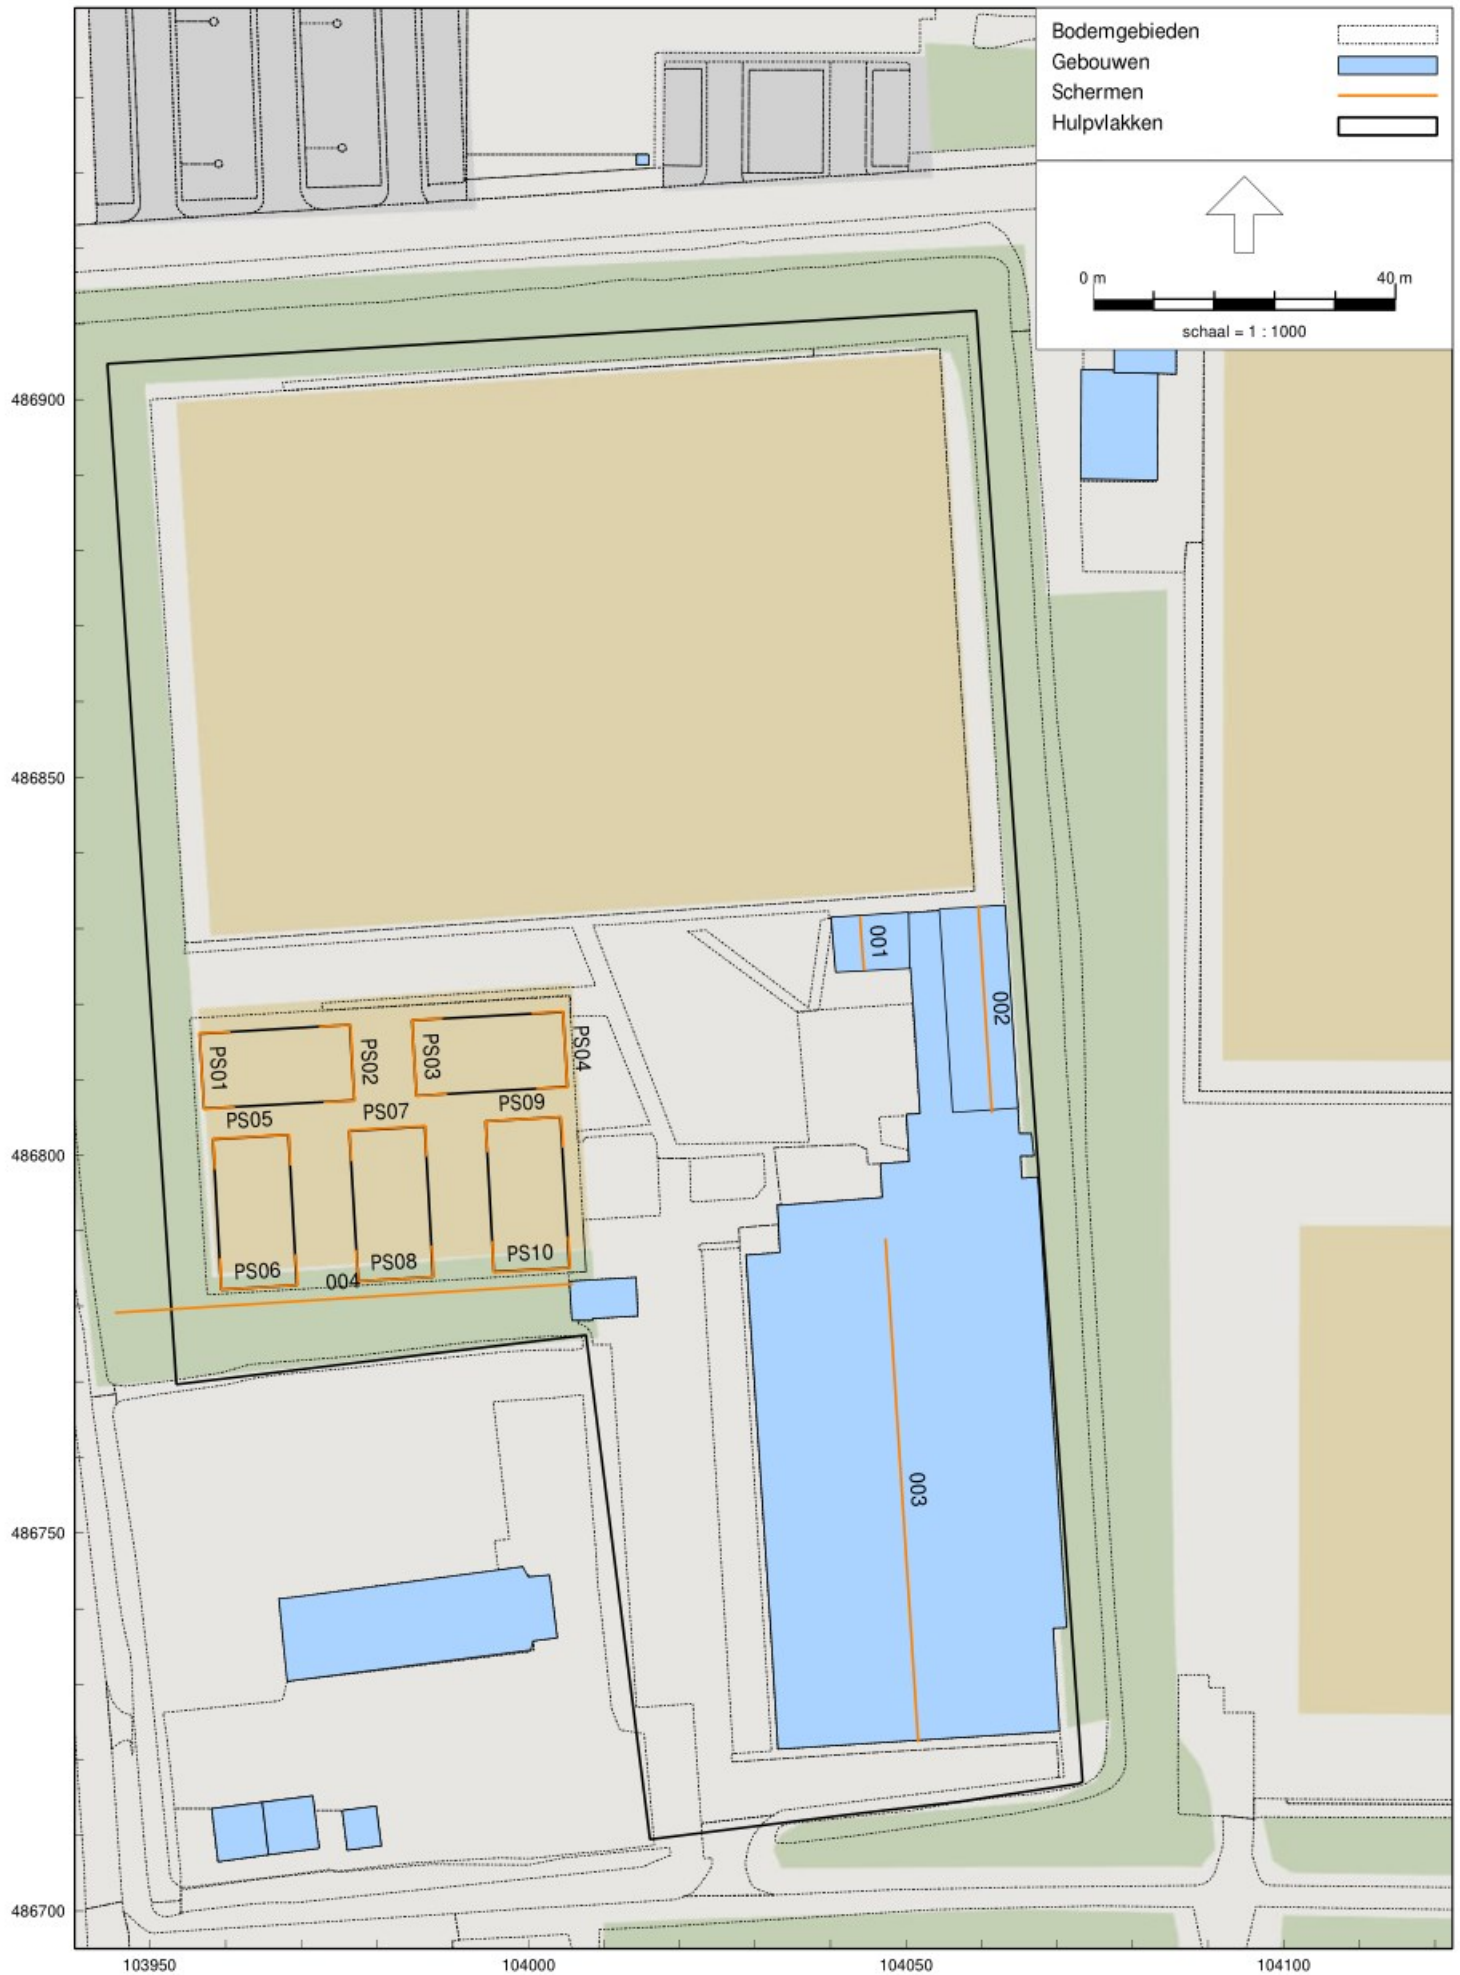 Bodemgebieden
Gebouwen
Schermen
Hulpvlakken
0 m 40 m
schaal = 1 : 1000
486900
486850
001
002
PS01
PS02
PS03
PS04
PS05
PS07
PS09
486800
PS06
PS08
PS10
004
003
486750
486700
103950 104000 104050 104100